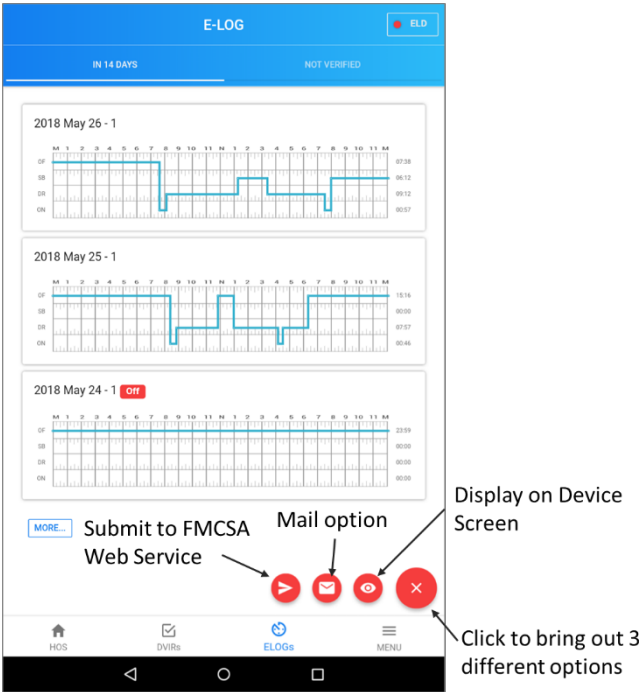 E-LOG
ELD
IN 14 DAYS
NOT VERIFIED
2018 May 26 - 1
M 1 2 3 4 5 6 7 8 9 10 11 N 1 2 3 4 5 6 7 8 9 10 11 M
OF 07:38
SB 06:12
DR 09:12
ON 00:57
2018 May 25 - 1
M 1 2 3 4 5 6 7 8 9 10 11 N 1 2 3 4 5 6 7 8 9 10 11 M
OF 15:16
SB 00:00
DR 07:57
ON 00:46
2018 May 24 - 1 Off
M 1 2 3 4 5 6 7 8 9 10 11 N 1 2 3 4 5 6 7 8 9 10 11 M
OF 23:59
SB 00:00
DR 00:00
ON 00:00
MORE...
Submit to FMCSA
Web Service
Mail option
Display on Device
Screen
HOS
DVIRs
ELOGs
MENU
Click to bring out 3
different options